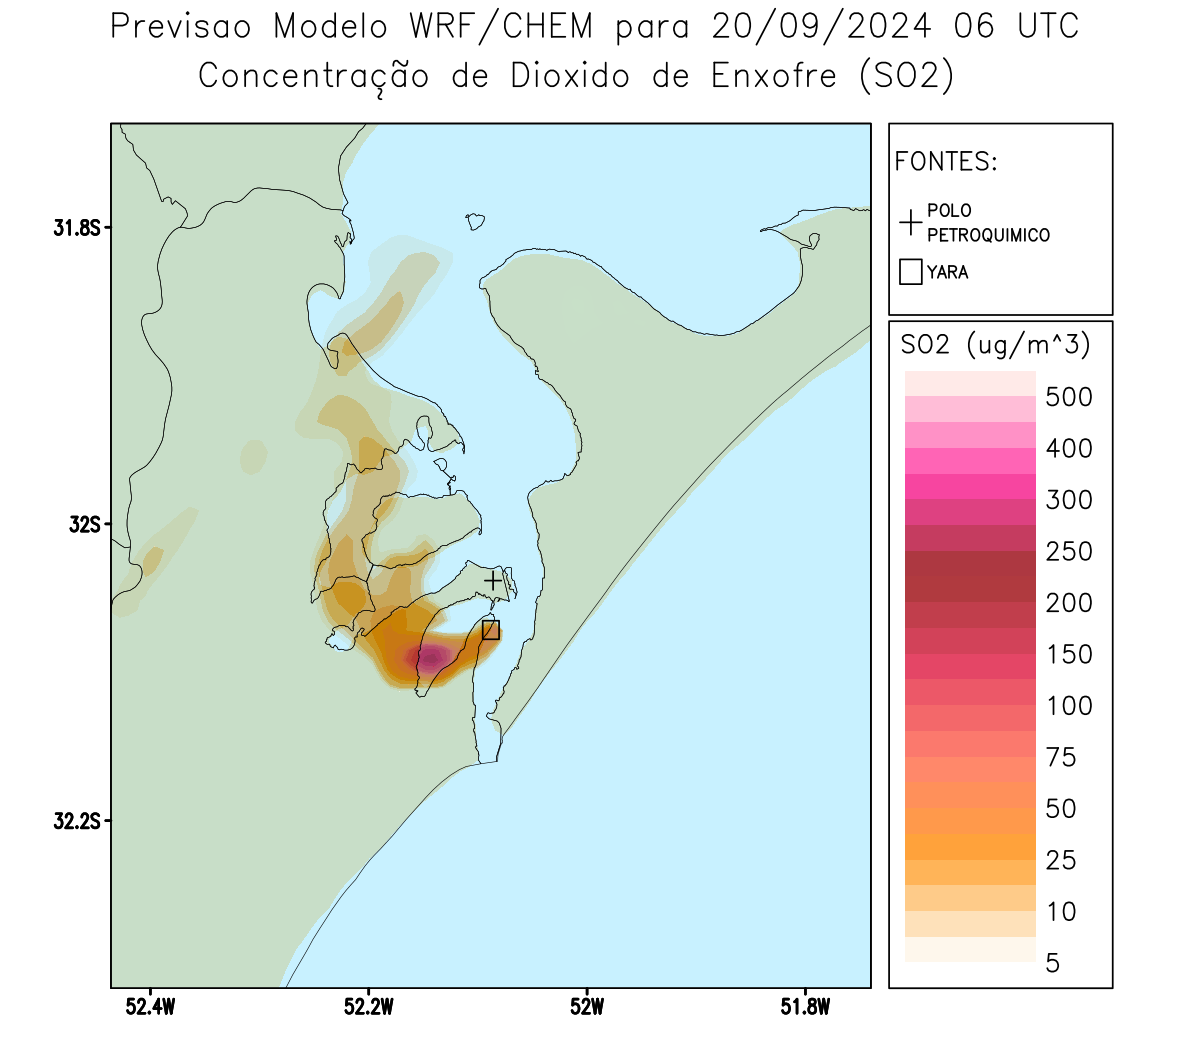 Previsao Modelo WRF/CHEM para 20/09/2024 06 UTC
Concentração de Dioxido de Enxofre (SO2)
FONTES:
POLO
PETROQUIMICO
YARA
SO2 (ug/m^3)
500
400
300
250
200
150
100
75
50
25
10
5
31.8S
32S
32.2S
52.4W
52.2W
52W
51.8W